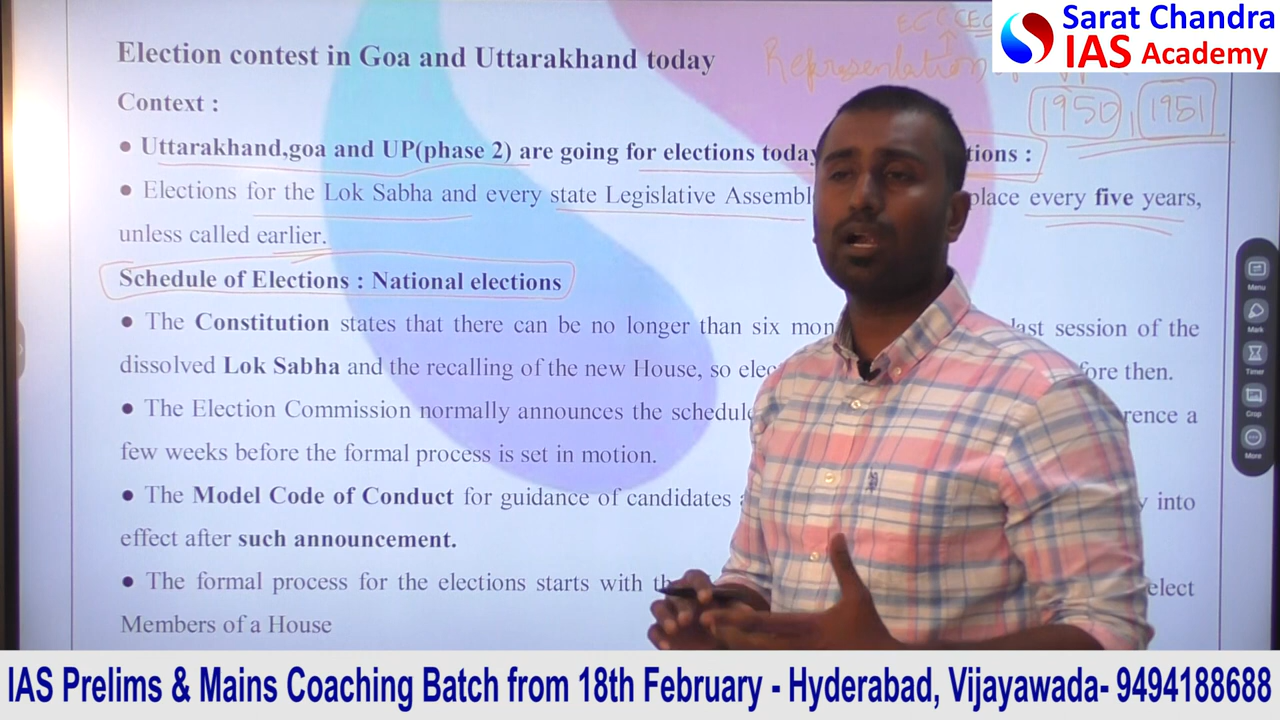 Sarat Chandra
IAS Academy
EC CEC
Representation
1950, 1951
Election contest in Goa and Uttarakhand today
Context :
● Uttarakhand,goa and UP(phase 2) are going for elections today tions :
● Elections for the Lok Sabha and every state Legislative Assembl place every five years,
unless called earlier.
Schedule of Elections : National elections
● The Constitution states that there can be no longer than six mon last session of the
dissolved Lok Sabha and the recalling of the new House, so elec fore then.
● The Election Commission normally announces the schedule rence a
few weeks before the formal process is set in motion.
● The Model Code of Conduct for guidance of candidates y into
effect after such announcement.
● The formal process for the elections starts with th elect
Members of a House
Menu
Mark
Timer
Crop
More
IAS Prelims & Mains Coaching Batch from 18th February - Hyderabad, Vijayawada- 9494188688